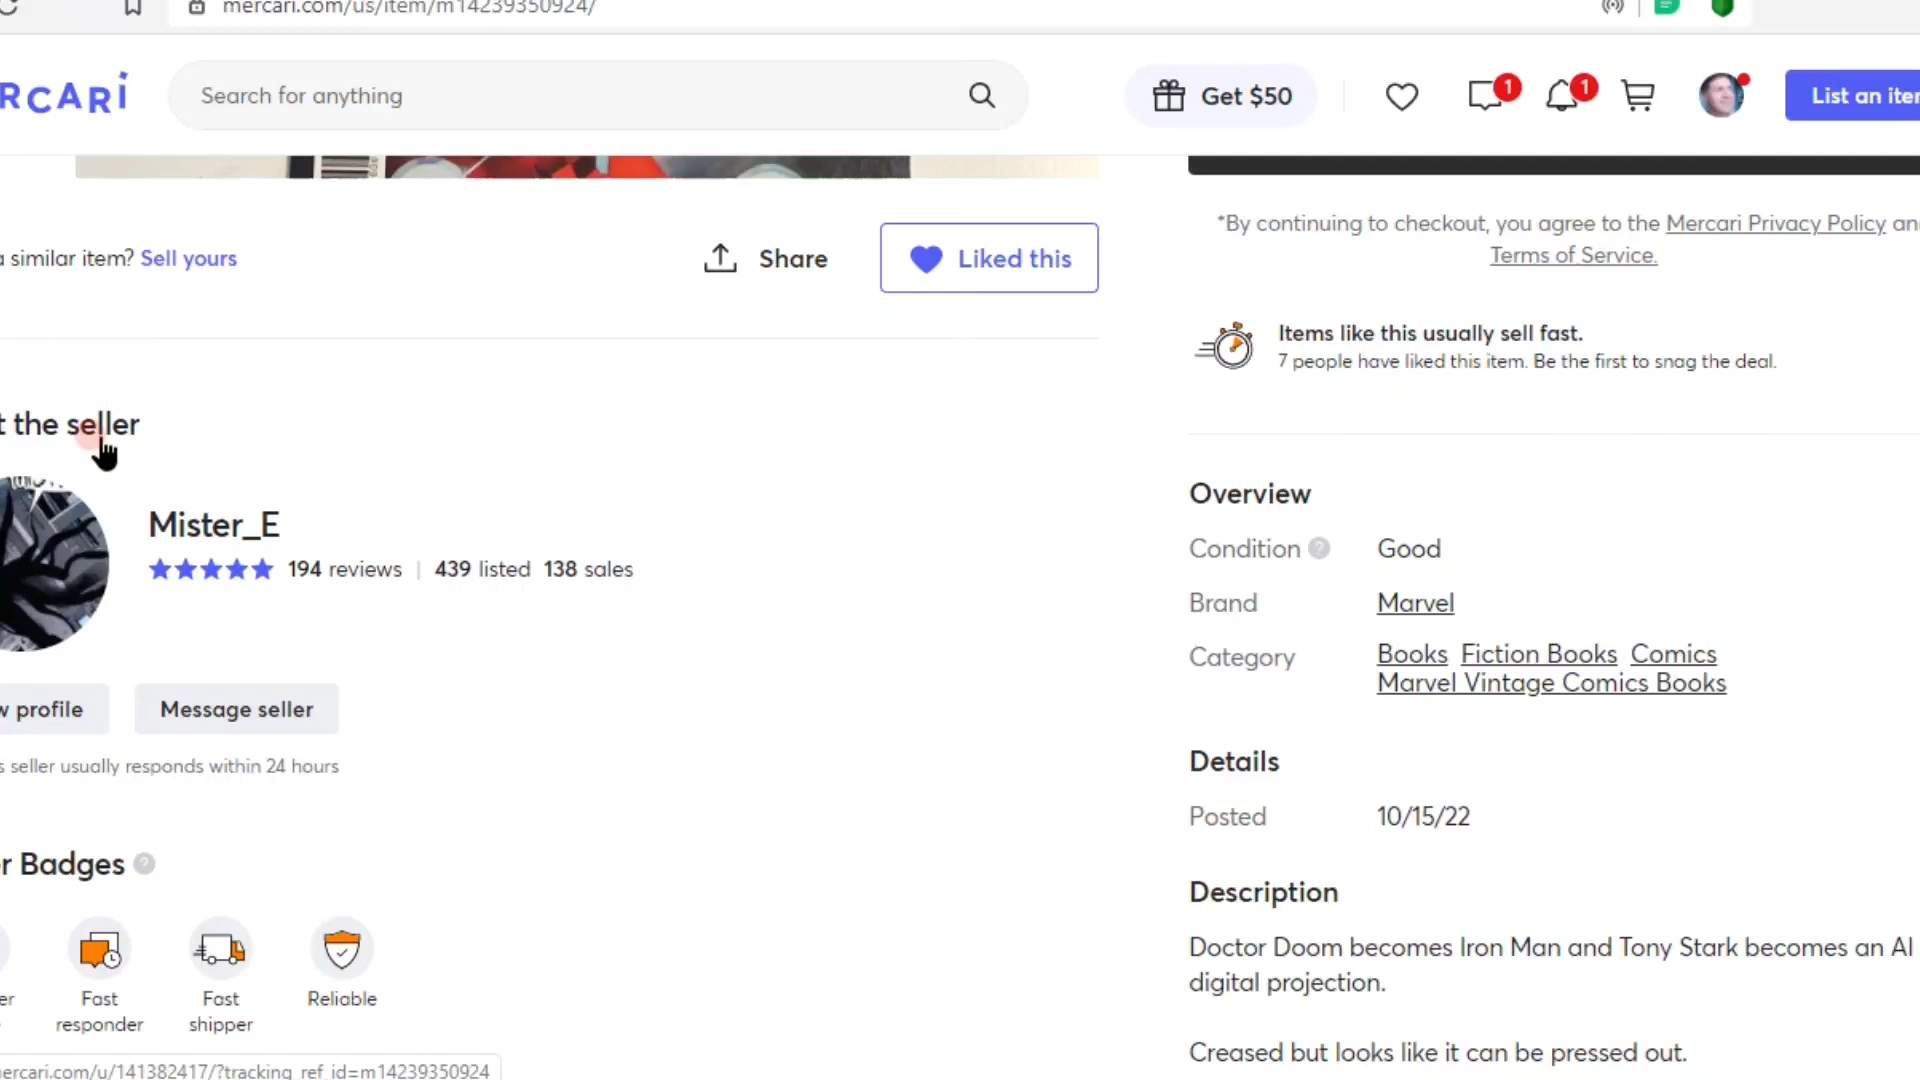 mercari.com/us/item/m14239350924/
RCARI
Search for anything
Get $50
1
1
List an
similar item? Sell yours
Share
Liked this
*By continuing to checkout, you agree to the Mercari Privacy Policy
Terms of Service.
Items like this usually sell fast.
7 people have liked this item. Be the first to snag the deal.
the seller
Mister_E
194 reviews | 439 listed 138 sales
profile
Message seller
seller usually responds within 24 hours
Badges
Fast responder
Fast shipper
Reliable
Overview
Condition
Good
Brand
Marvel
Category
Books Fiction Books Comics
Marvel Vintage Comics Books
Details
Posted
10/15/22
Description
Doctor Doom becomes Iron Man and Tony Stark becomes an AI
digital projection.
Creased but looks like it can be pressed out.
ercari.com/u/141382417/?tracking_ref_id=m14239350924